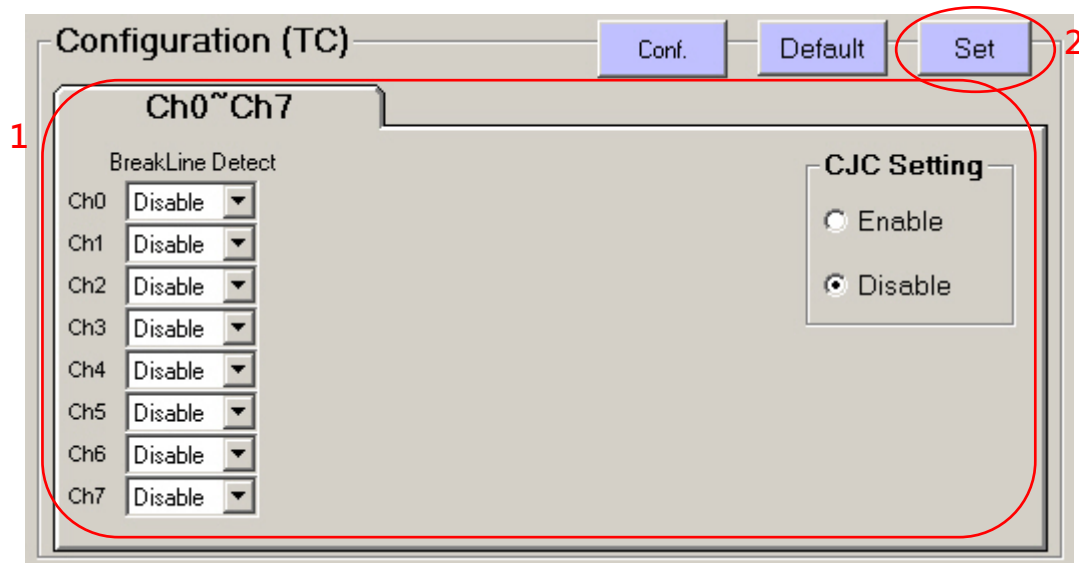 Configuration (TC)
Conf.
Default
Set
2
1
Ch0~Ch7
BreakLine Detect
Ch0 Disable
Ch1 Disable
Ch2 Disable
Ch3 Disable
Ch4 Disable
Ch5 Disable
Ch6 Disable
Ch7 Disable
CJC Setting
Enable
Disable